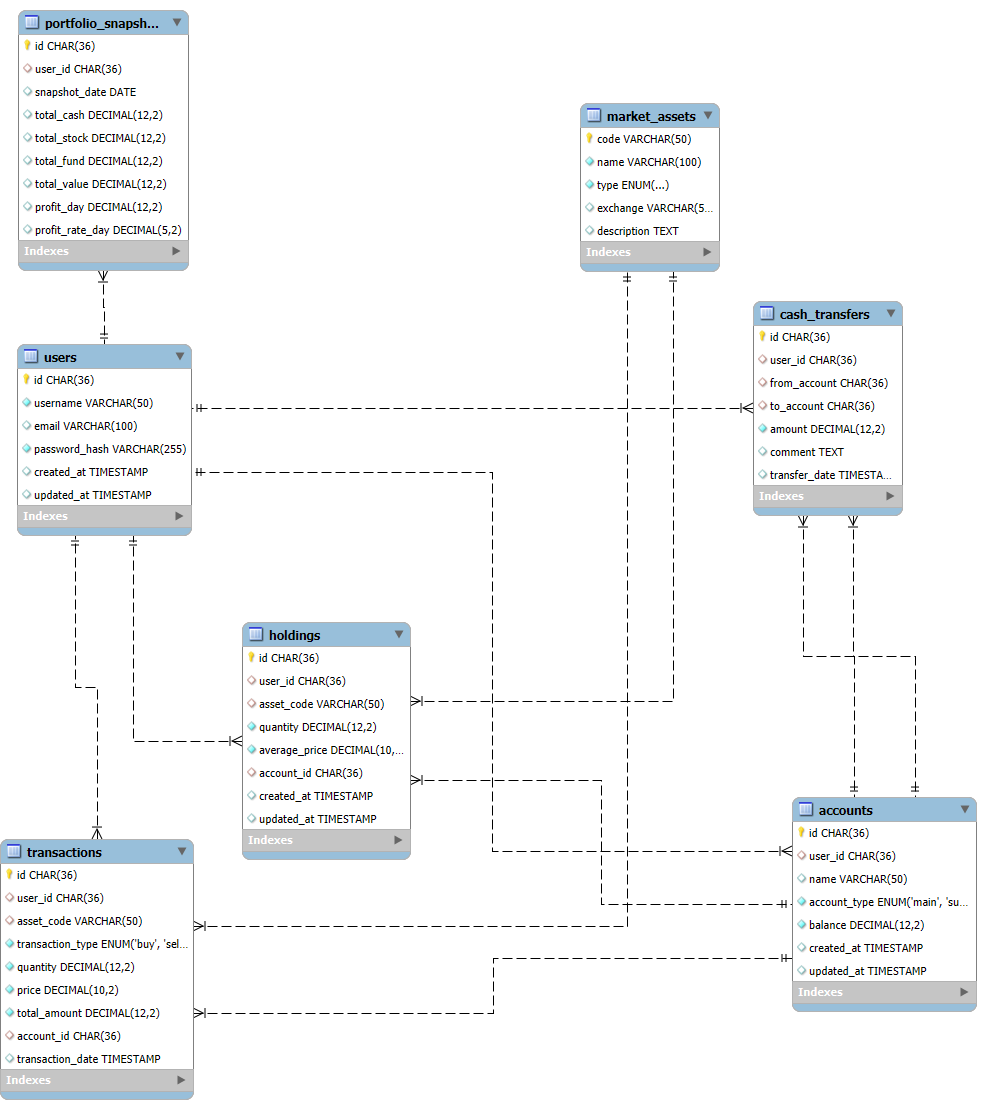 portfolio_snapsh...
id CHAR(36)
user_id CHAR(36)
snapshot_date DATE
total_cash DECIMAL(12,2)
total_stock DECIMAL(12,2)
total_fund DECIMAL(12,2)
total_value DECIMAL(12,2)
profit_day DECIMAL(12,2)
profit_rate_day DECIMAL(5,2)
Indexes
market_assets
code VARCHAR(50)
name VARCHAR(100)
type ENUM(...)
exchange VARCHAR(5...
description TEXT
Indexes
cash_transfers
id CHAR(36)
user_id CHAR(36)
from_account CHAR(36)
to_account CHAR(36)
amount DECIMAL(12,2)
comment TEXT
transfer_date TIMESTA...
Indexes
users
id CHAR(36)
username VARCHAR(50)
email VARCHAR(100)
password_hash VARCHAR(255)
created_at TIMESTAMP
updated_at TIMESTAMP
Indexes
holdings
id CHAR(36)
user_id CHAR(36)
asset_code VARCHAR(50)
quantity DECIMAL(12,2)
average_price DECIMAL(10,...
account_id CHAR(36)
created_at TIMESTAMP
updated_at TIMESTAMP
Indexes
accounts
id CHAR(36)
user_id CHAR(36)
name VARCHAR(50)
account_type ENUM('main', 'su...
balance DECIMAL(12,2)
created_at TIMESTAMP
updated_at TIMESTAMP
Indexes
transactions
id CHAR(36)
user_id CHAR(36)
asset_code VARCHAR(50)
transaction_type ENUM('buy', 'sel...
quantity DECIMAL(12,2)
price DECIMAL(10,2)
total_amount DECIMAL(12,2)
account_id CHAR(36)
transaction_date TIMESTAMP
Indexes